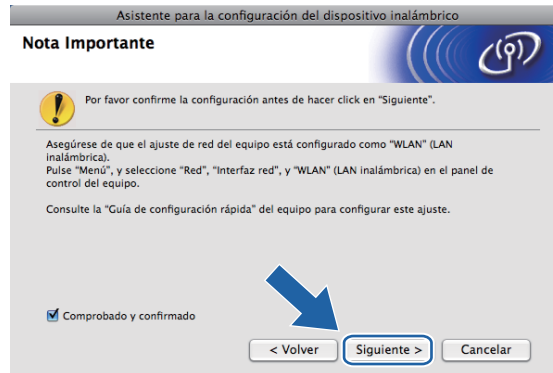 Asistente para la configuración del dispositivo inalámbrico
Nota Importante
Por favor confirme la configuración antes de hacer click en "Siguiente".
Asegúrese de que el ajuste de red del equipo está configurado como "WLAN" (LAN
inalámbrica).
Pulse "Menú", y seleccione "Red", "Interfaz red", y "WLAN" (LAN inalámbrica) en el panel de
control del equipo.
Consulte la "Guía de configuración rápida" del equipo para configurar este ajuste.
Comprobado y confirmado
< Volver
Siguiente >
Cancelar